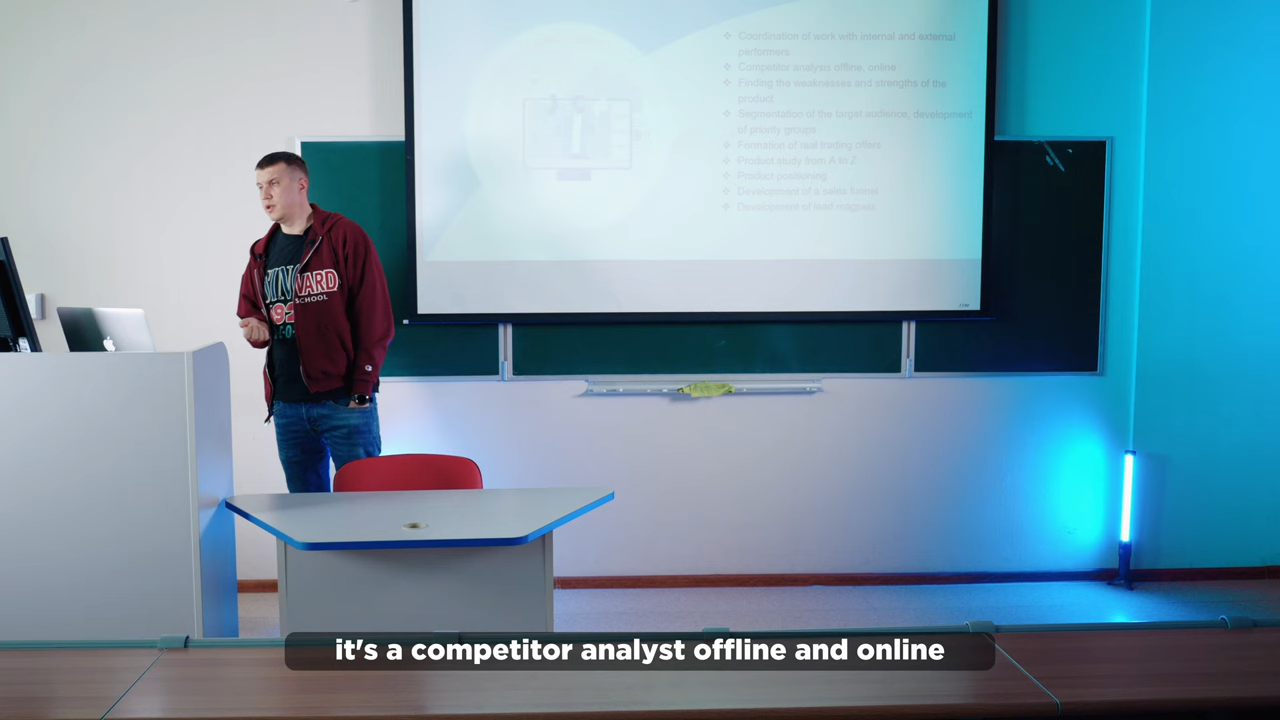 ❖ Coordination of work with internal and external
performers
❖ Competitor analysis offline, online
❖ Finding the weaknesses and strengths of the
product
❖ Segmentation of the target audience, development
of priority groups
❖ Formation of real trading offers
❖ Product study from A to Z
❖ Product positioning
❖ Development of a sales funnel
❖ Development of lead magnets
VARD
SCHOOL
it's a competitor analyst offline and online